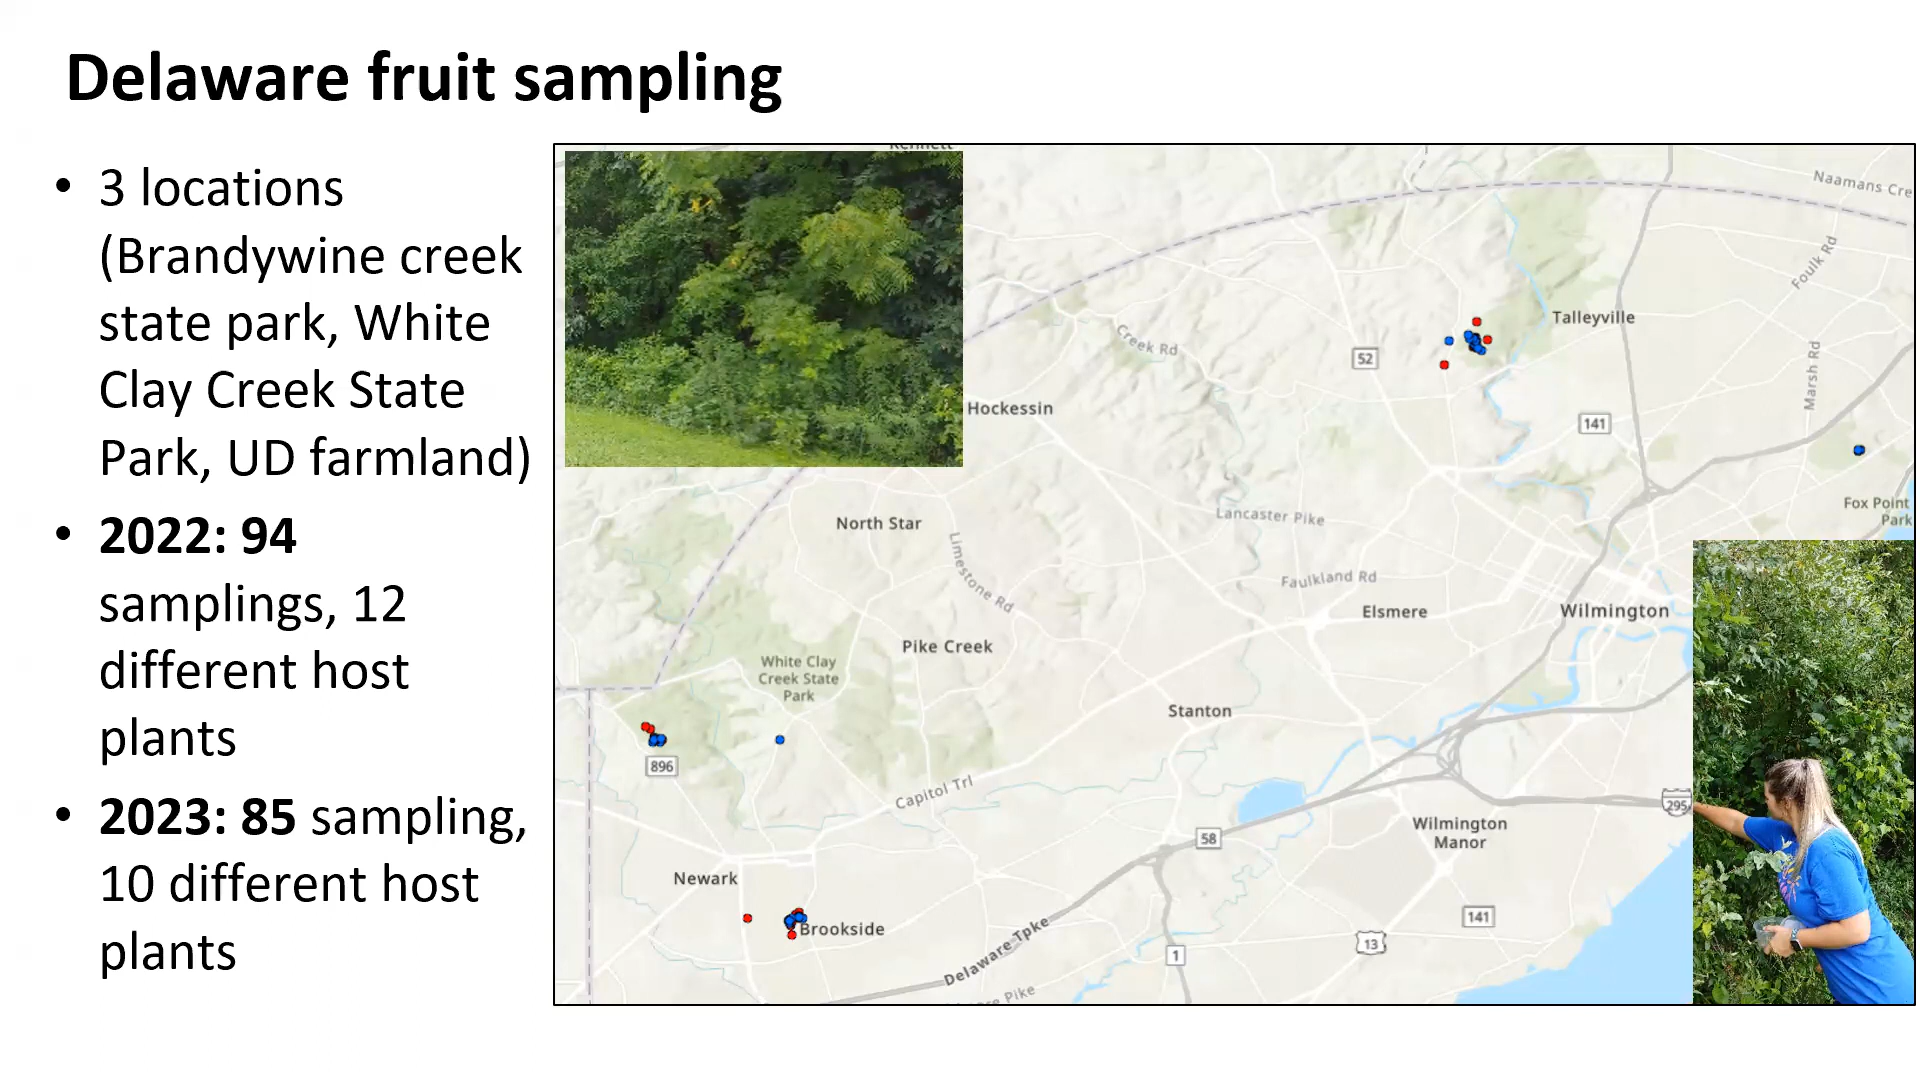 Delaware fruit sampling
• 3 locations
(Brandywine creek
state park, White
Clay Creek State
Park, UD farmland)
• 2022: 94
samplings, 12
different host
plants
• 2023: 85 sampling,
10 different host
plants
Kennett
Naamans Cre
Foulk Rd
Talleyville
Creek Rd
52
Marsh Rd
Hockessin
141
Fox Point
Park
North Star
Lancaster Pike
Limestone Rd
Faulkland Rd
Elsmere
Wilmington
Pike Creek
White Clay
Creek State
Park
Stanton
896
Capitol Trl
295
58
Wilmington
Manor
Newark
Brookside
141
13
Delaware Tpke
1
re Pike